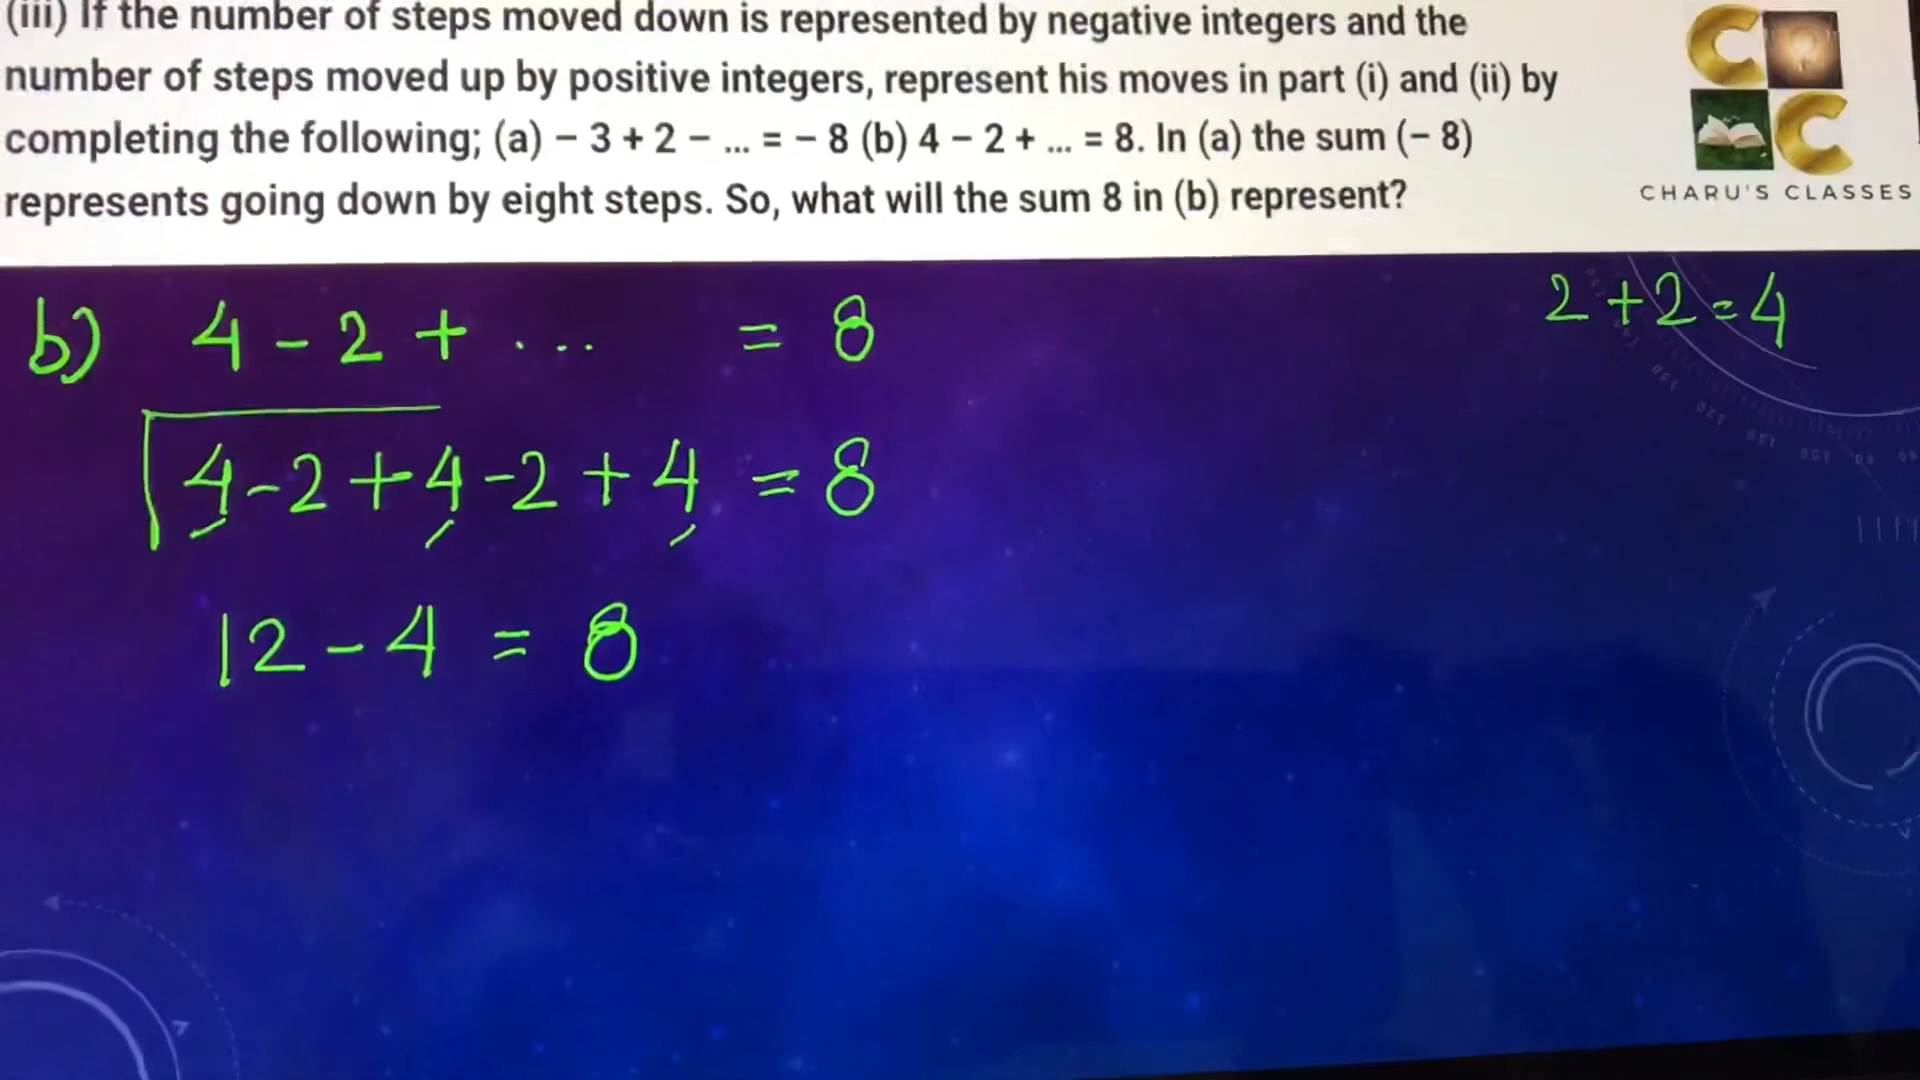 (iii) If the number of steps moved down is represented by negative integers and the
number of steps moved up by positive integers, represent his moves in part (i) and (ii) by
completing the following; (a) – 3 + 2 – ... = – 8 (b) 4 – 2 + ... = 8. In (a) the sum (– 8)
represents going down by eight steps. So, what will the sum 8 in (b) represent?
CHARU'S CLASSES
2 + 2 = 4
b) 4 - 2 + ... = 8
4 - 2 + 4 - 2 + 4 = 8
12 - 4 = 8